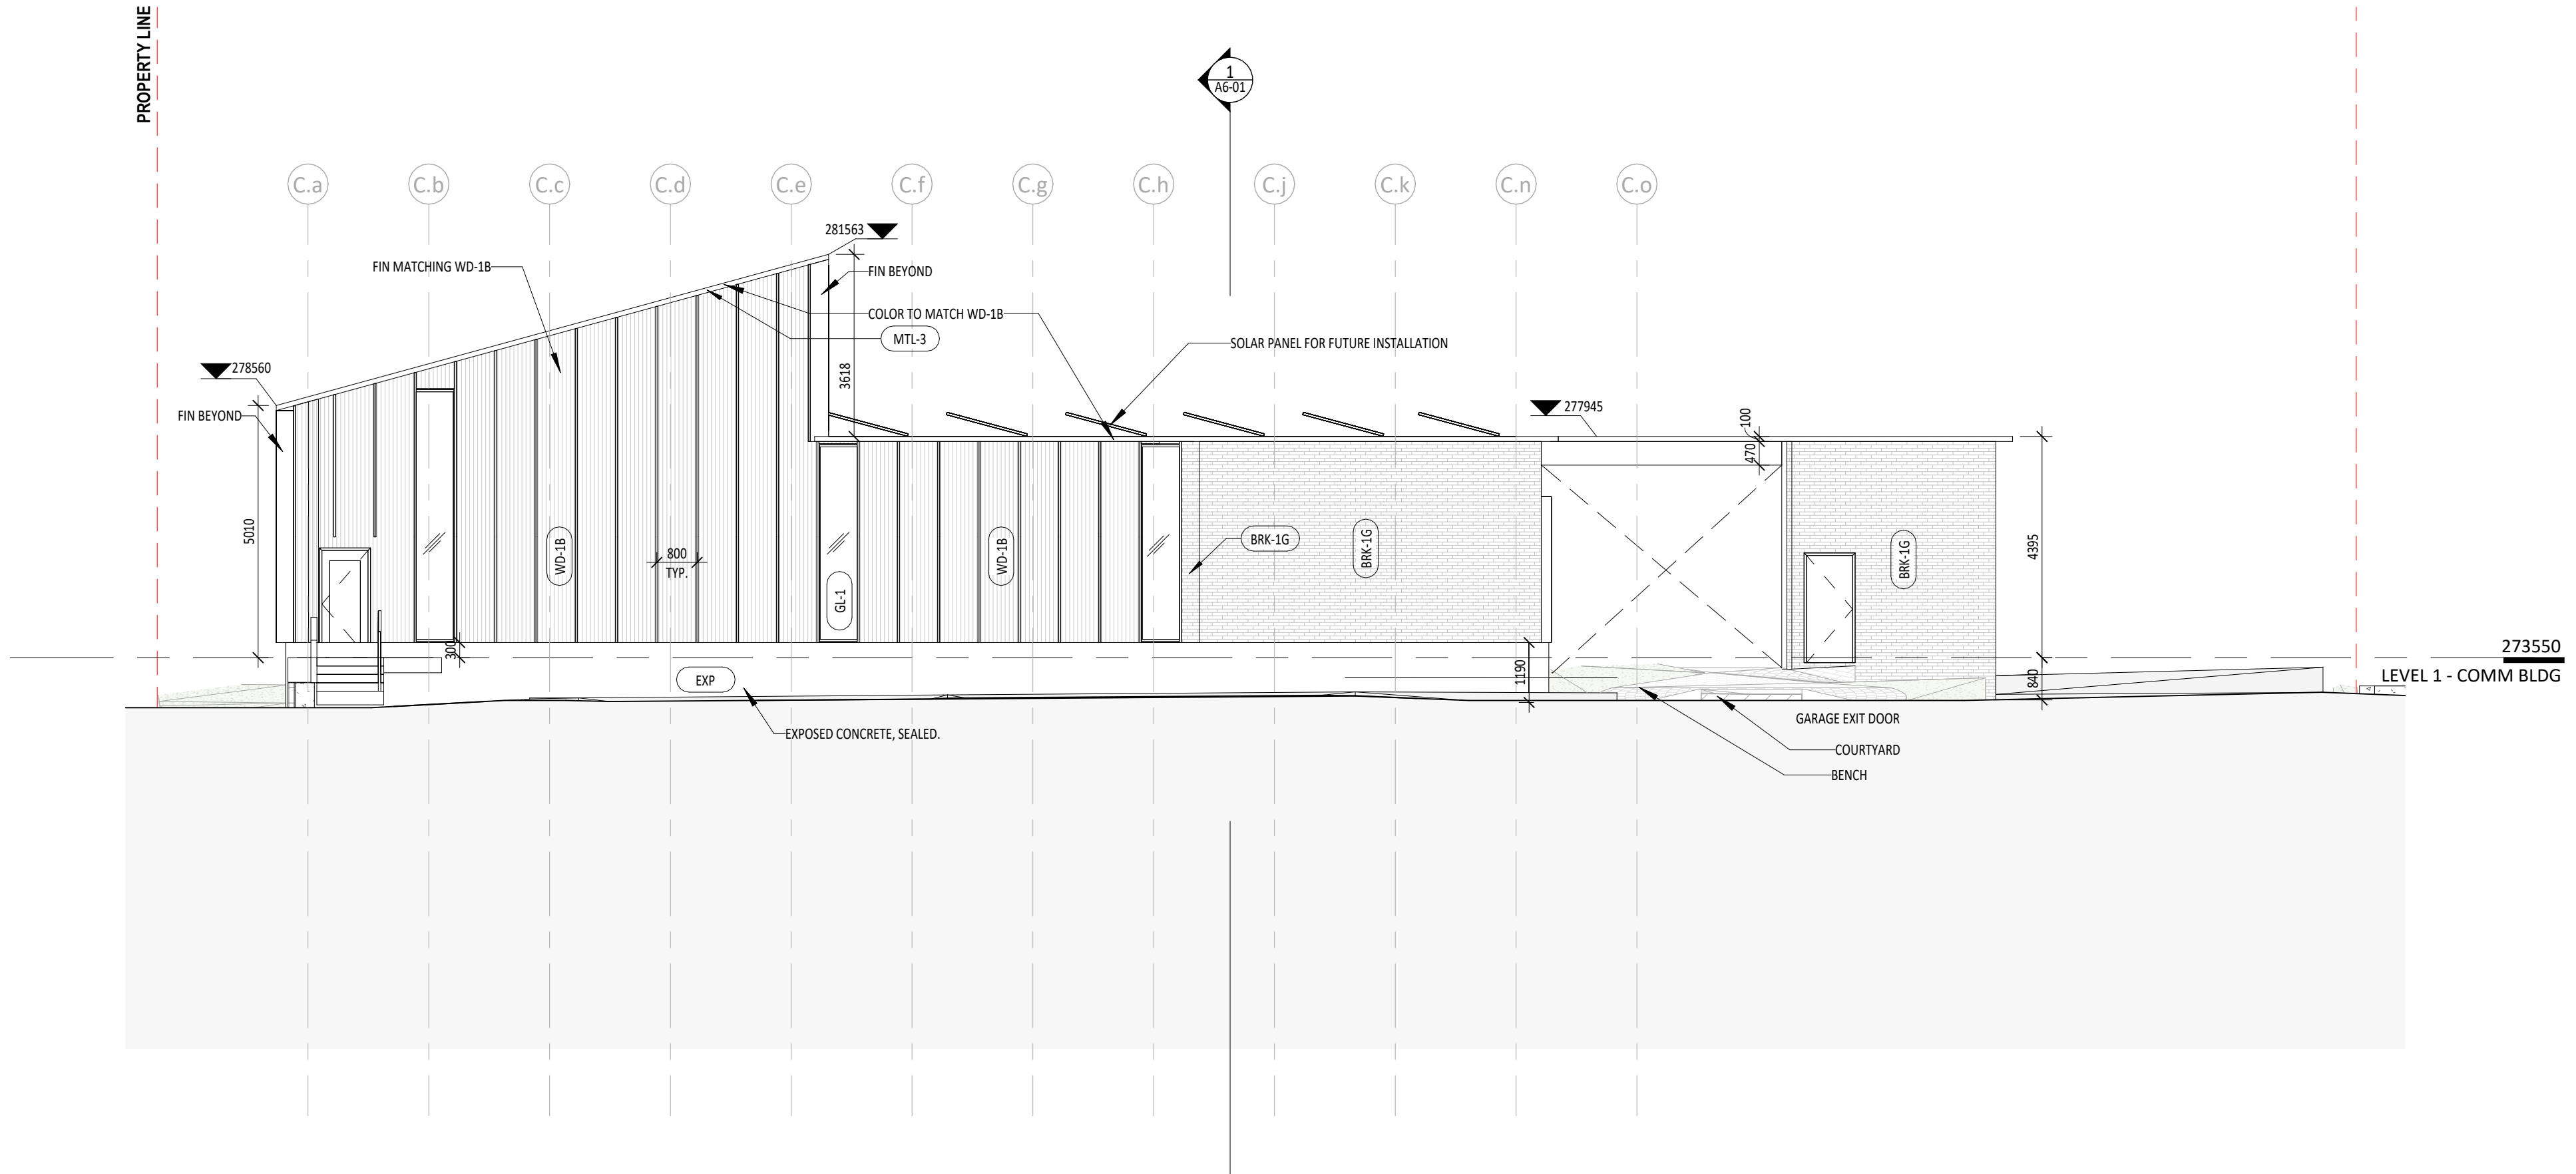 PROPERTY LINE
1
A6-01
C.a
C.b
C.c
C.d
C.e
C.f
C.g
C.h
C.j
C.k
C.n
C.o
281563
FIN MATCHING WD-1B
FIN BEYOND
COLOR TO MATCH WD-1B
MTL-3
SOLAR PANEL FOR FUTURE INSTALLATION
278560
3618
277945
FIN BEYOND
100
470
5010
WD-1B
800
TYP.
GL-1
WD-1B
BRK-1G
BRK-1G
BRK-1G
4395
300
273550
LEVEL 1 - COMM BLDG
EXP
1190
840
GARAGE EXIT DOOR
EXPOSED CONCRETE, SEALED.
COURTYARD
BENCH